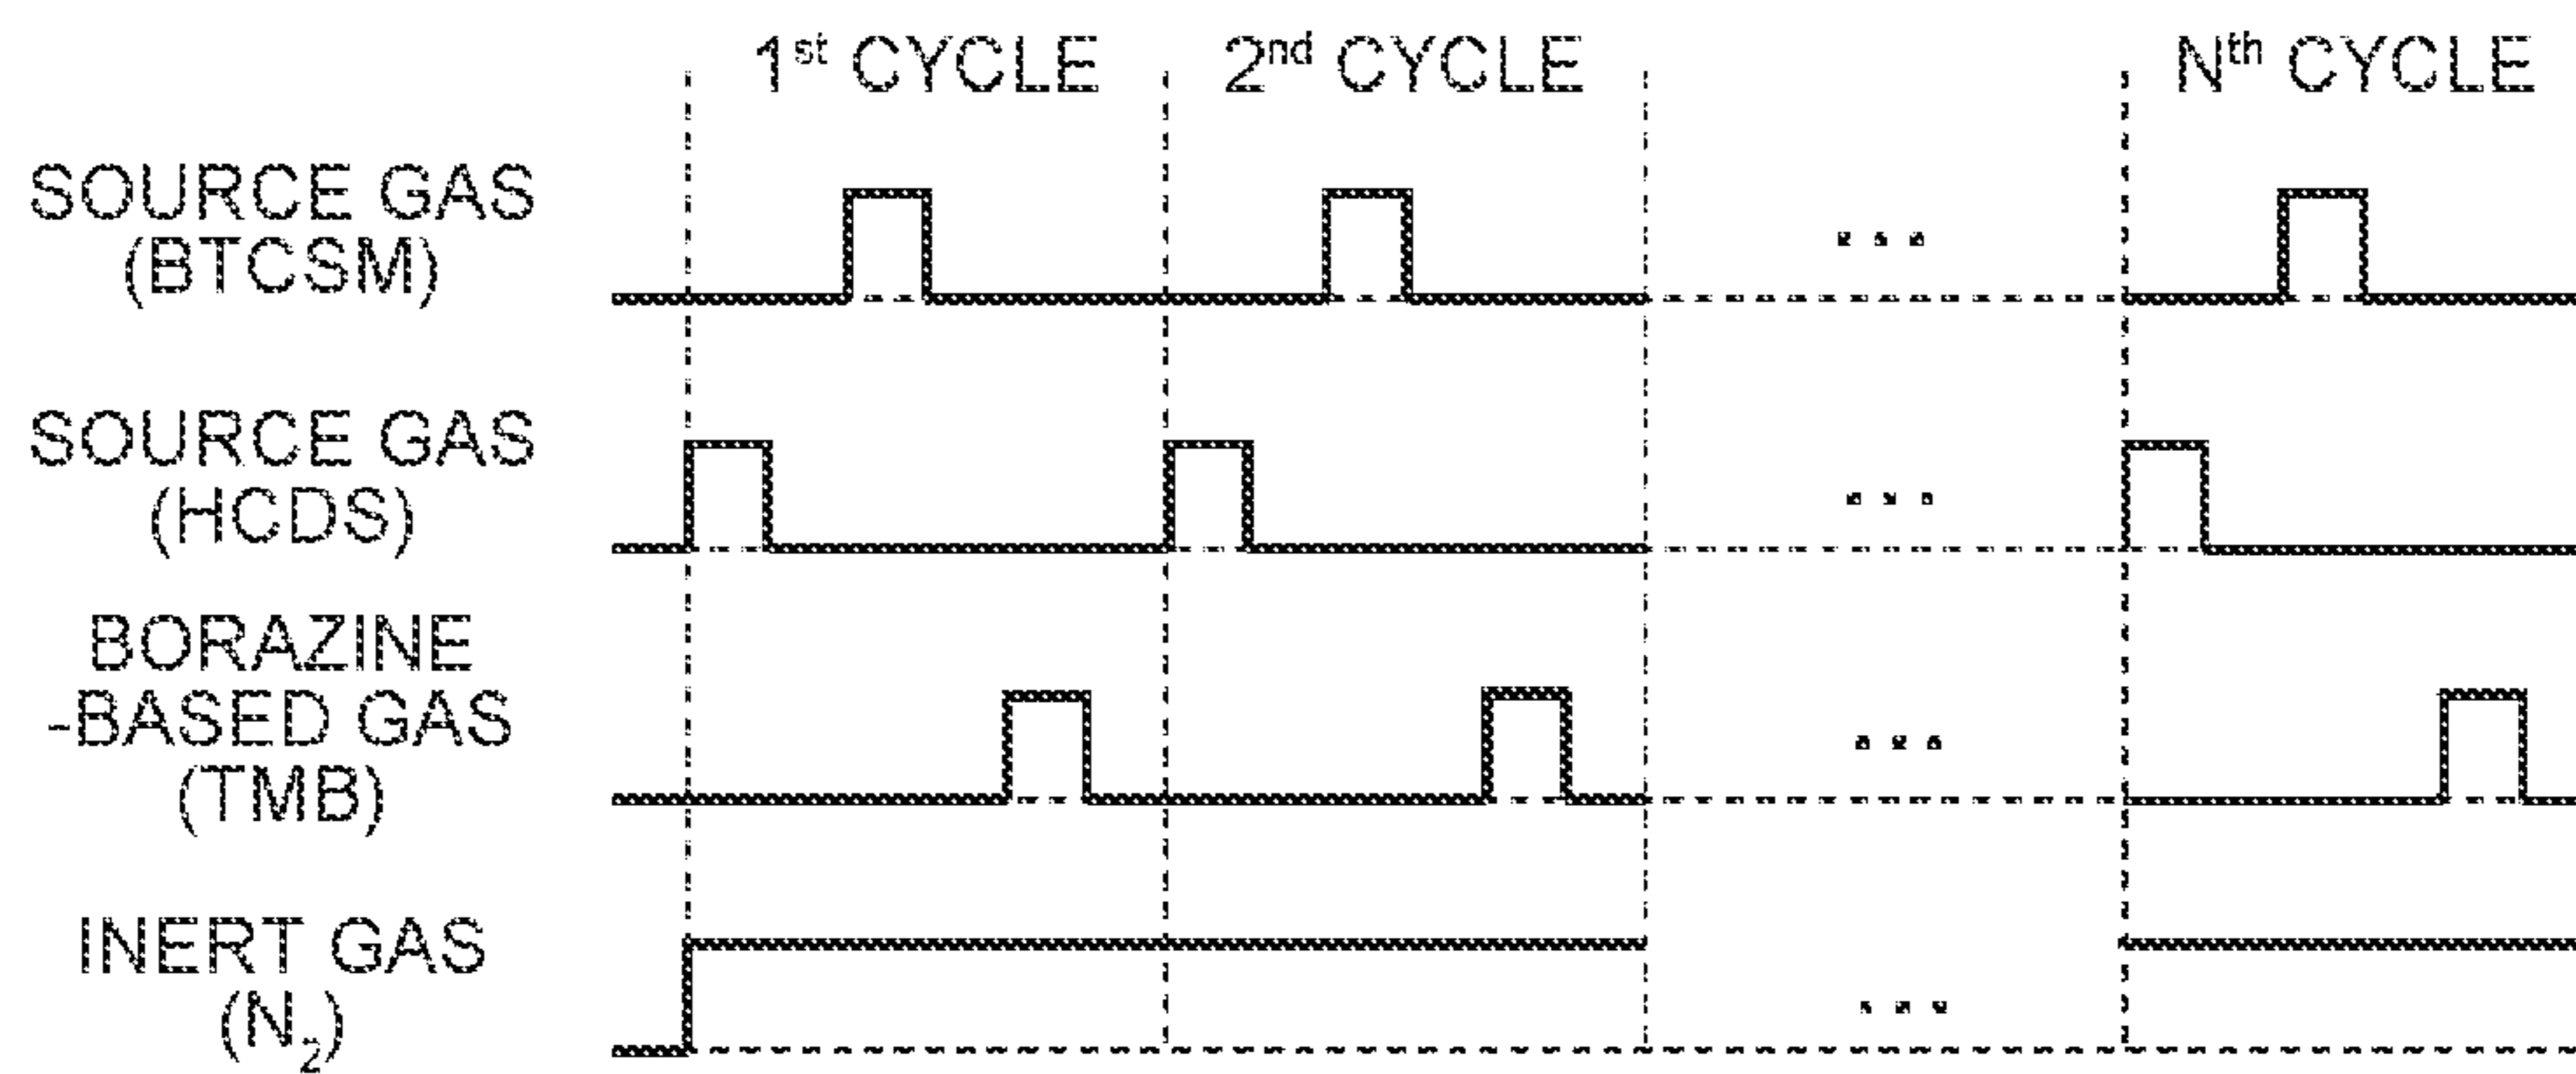 1st CYCLE 2nd CYCLE Nth CYCLE
SOURCE GAS
(BTCSM)
...
SOURCE GAS
(HCDS)
...
BORAZINE
-BASED GAS
(TMB)
...
INERT GAS
(N2)
...